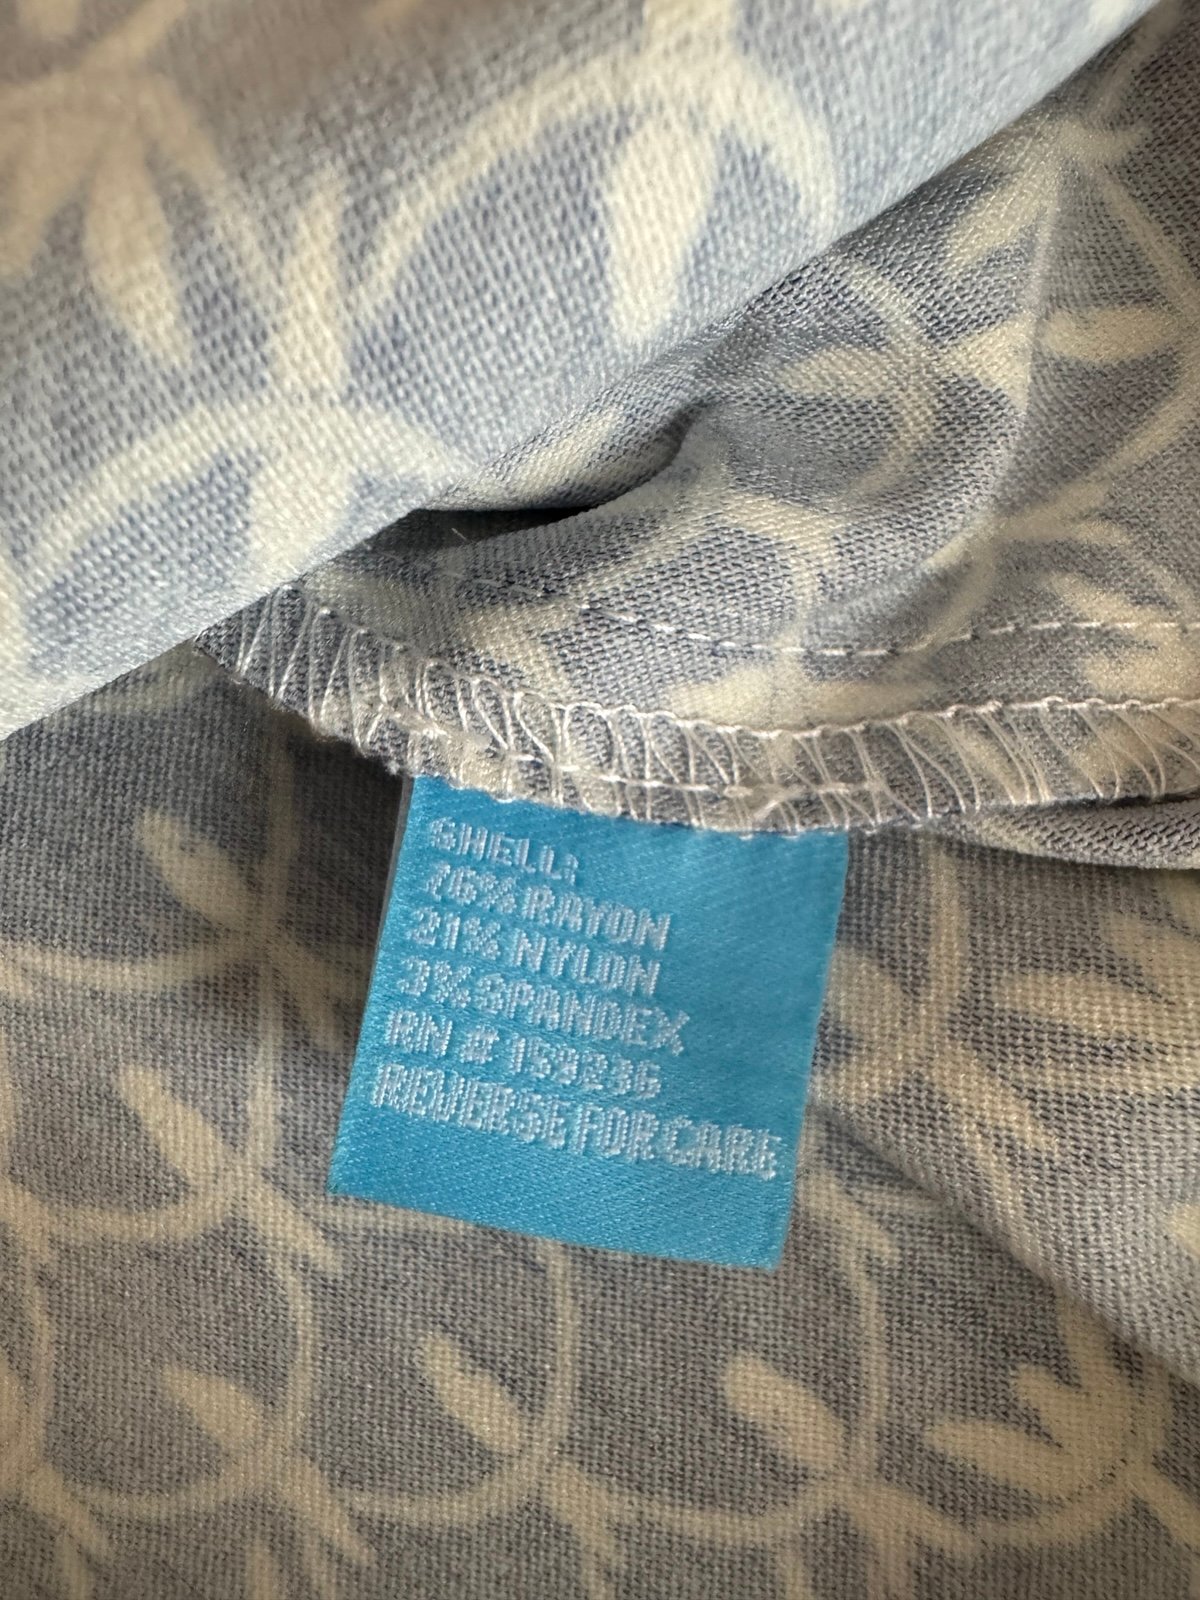 SHELL:
76% RAYON
21% NYLON
3% SPANDEX
RN # 159236
REVERSE FOR CARE